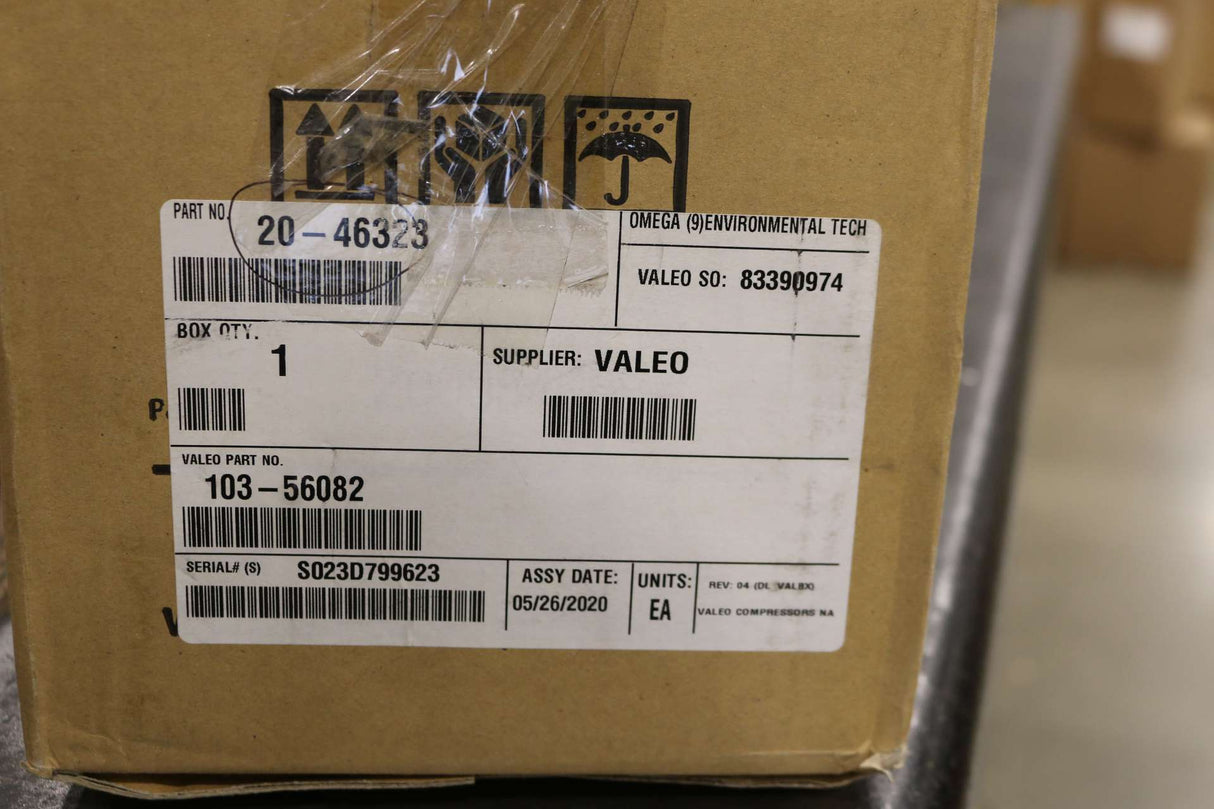 PART NO.
20-46323
OMEGA (9)ENVIRONMENTAL TECH
VALEO SO: 83390974
BOX QTY.
1
SUPPLIER: VALEO
VALEO PART NO.
103-56082
SERIAL# (S) S023D799623
ASSY DATE:
05/26/2020
UNITS:
EA
REV: 04 (DL_VALBX)
VALEO COMPRESSORS NA